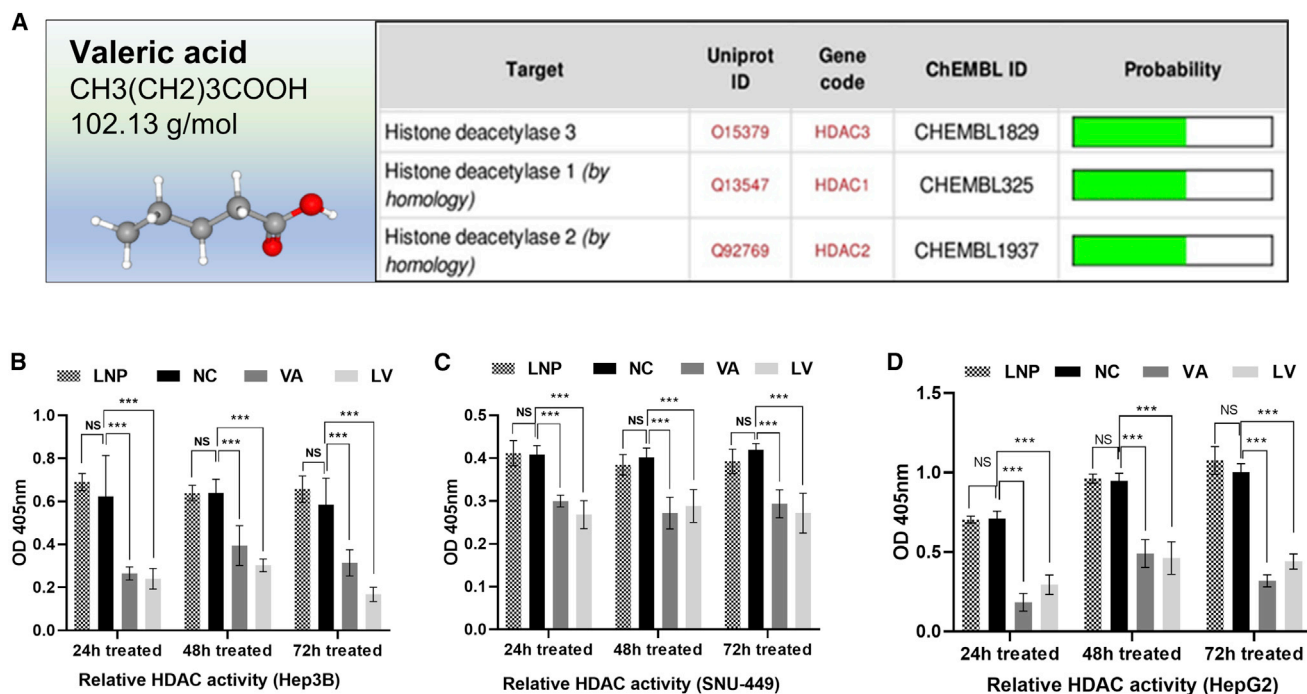 A
Valeric acid
CH3(CH2)3COOH
102.13 g/mol
Target Uniprot ID Gene code ChEMBL ID Probability
Histone deacetylase 3 O15379 HDAC3 CHEMBL1829
Histone deacetylase 1 (by homology) Q13547 HDAC1 CHEMBL325
Histone deacetylase 2 (by homology) Q92769 HDAC2 CHEMBL1937
B
LNP NC VA LV
OD 405nm
1.0
0.8
0.6
0.4
0.2
0.0
NS *** ***
NS *** ***
NS *** ***
24h treated 48h treated 72h treated
Relative HDAC activity (Hep3B)
C
LNP NC VA LV
OD 405nm
0.5
0.4
0.3
0.2
0.1
0.0
NS *** ***
NS *** ***
NS *** ***
24h treated 48h treated 72h treated
Relative HDAC activity (SNU-449)
D
LNP NC VA LV
OD 405nm
1.5
1.0
0.5
0.0
NS *** ***
NS *** ***
NS *** ***
24h treated 48h treated 72h treated
Relative HDAC activity (HepG2)